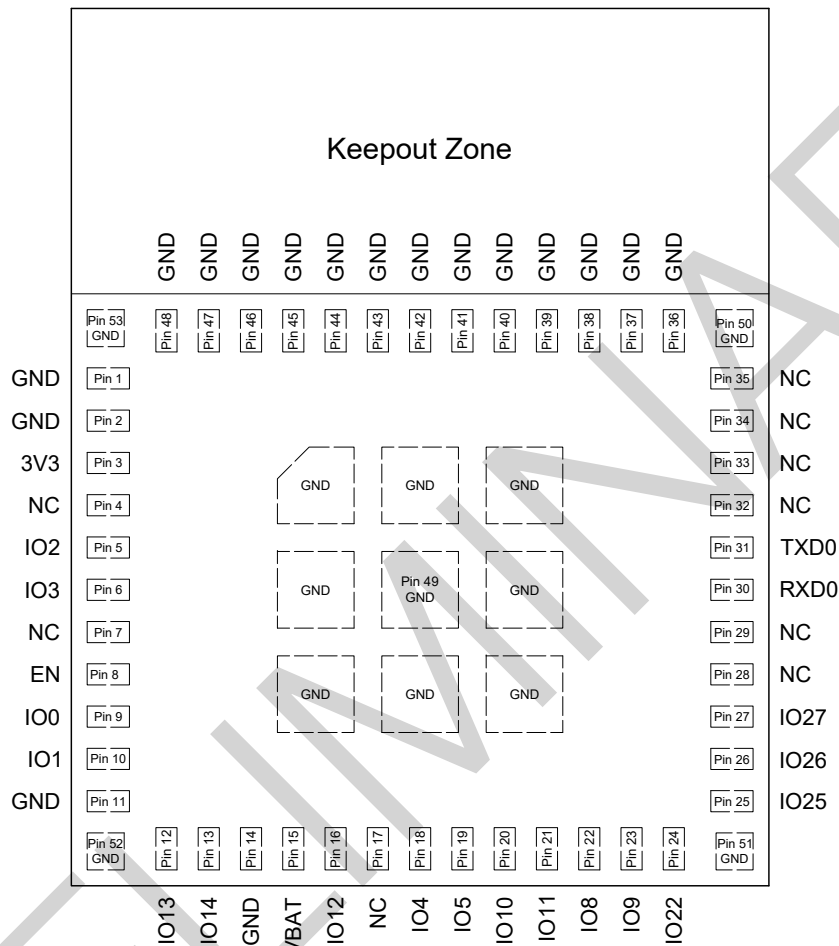 Keepout Zone
GND GND GND GND GND GND GND GND GND GND GND GND GND
Pin 53 GND
Pin 48 Pin 47 Pin 46 Pin 45 Pin 44 Pin 43 Pin 42 Pin 41 Pin 40 Pin 39 Pin 38 Pin 37 Pin 36
Pin 50 GND
GND Pin 1 Pin 35 NC
GND Pin 2 Pin 34 NC
3V3 Pin 3 Pin 33 NC
GND GND GND
NC Pin 4 Pin 32 NC
IO2 Pin 5 Pin 31 TXD0
IO3 Pin 6 GND Pin 49 GND GND Pin 30 RXD0
NC Pin 7 Pin 29 NC
EN Pin 8 Pin 28 NC
GND GND GND
IO0 Pin 9 Pin 27 IO27
IO1 Pin 10 Pin 26 IO26
GND Pin 11 Pin 25 IO25
Pin 52 GND
Pin 12 Pin 13 Pin 14 Pin 15 Pin 16 Pin 17 Pin 18 Pin 19 Pin 20 Pin 21 Pin 22 Pin 23 Pin 24
Pin 51 GND
IO13 IO14 GND VBAT IO12 NC IO4 IO5 IO10 IO11 IO8 IO9 IO22